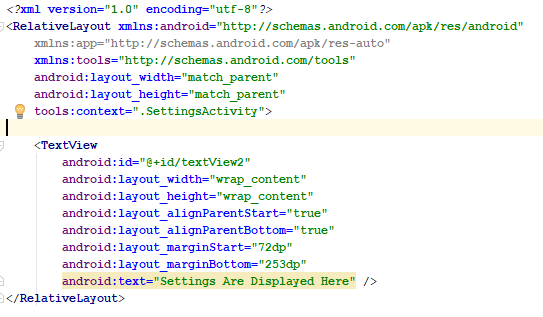 <?xml version="1.0" encoding="utf-8"?>
<RelativeLayout xmlns:android="http://schemas.android.com/apk/res/android"
    xmlns:app="http://schemas.android.com/apk/res-auto"
    xmlns:tools="http://schemas.android.com/tools"
    android:layout_width="match_parent"
    android:layout_height="match_parent"
    tools:context=".SettingsActivity">
    <TextView
        android:id="@+id/textView2"
        android:layout_width="wrap_content"
        android:layout_height="wrap_content"
        android:layout_alignParentStart="true"
        android:layout_alignParentBottom="true"
        android:layout_marginStart="72dp"
        android:layout_marginBottom="253dp"
        android:text="Settings Are Displayed Here" />
</RelativeLayout>